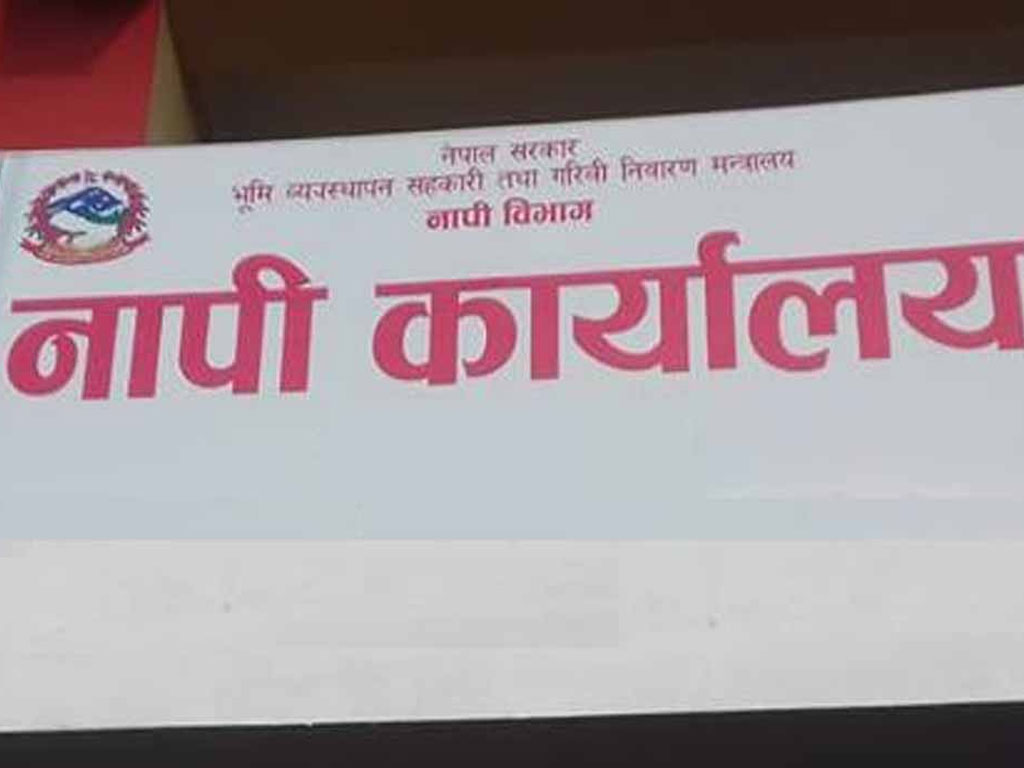 नेपाल सरकार
भूमि व्यवस्थापन सहकारी तथा गरिवी निवारण मन्त्रालय
नापी विभाग
नापी कार्यालय